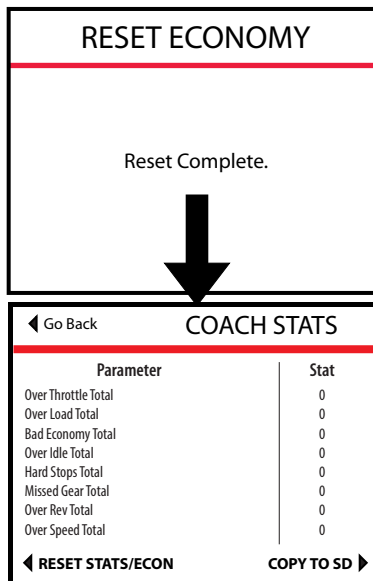 RESET ECONOMY
Reset Complete.
Go Back COACH STATS
Parameter Stat
Over Throttle Total 0
Over Load Total 0
Bad Economy Total 0
Over Idle Total 0
Hard Stops Total 0
Missed Gear Total 0
Over Rev Total 0
Over Speed Total 0
RESET STATS/ECON COPY TO SD